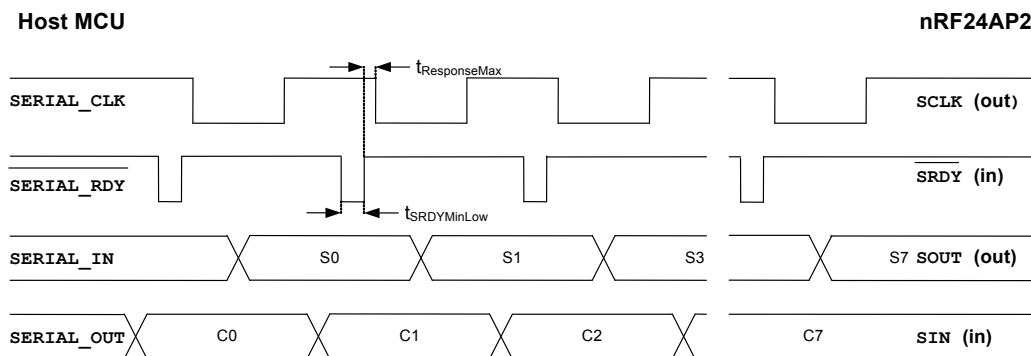 Host MCU nRF24AP2
tResponseMax
SERIAL_CLK SCLK (out)
SERIAL_RDY SRDY (in)
tSRDYMinLow
SERIAL_IN S0 S1 S3 S7 SOUT (out)
SERIAL_OUT C0 C1 C2 C7 SIN (in)